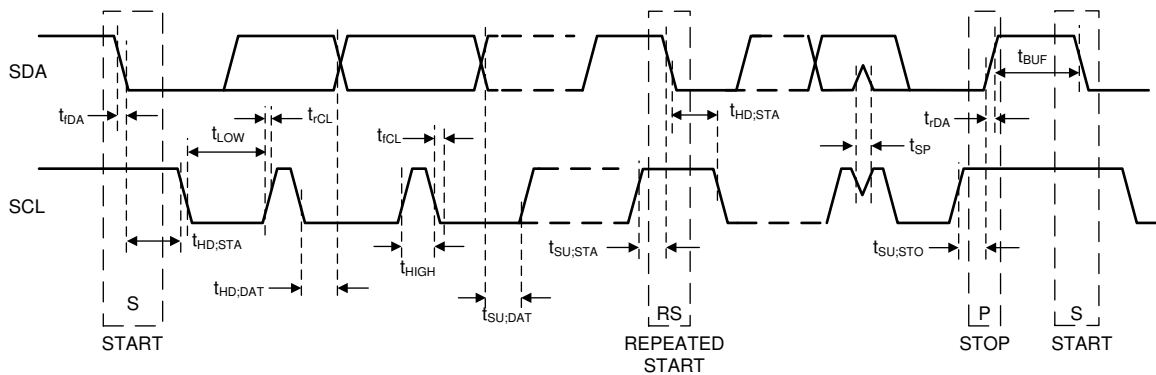 SDA
t_BUF
t_fDA
t_LOW
t_rCL
t_fCL
t_HD;STA
t_SP
t_rDA
SCL
t_HD;STA
t_HD;DAT
t_HIGH
t_SU;DAT
t_SU;STA
t_SU;STO
S
RS
P
S
START
REPEATED
START
STOP
START